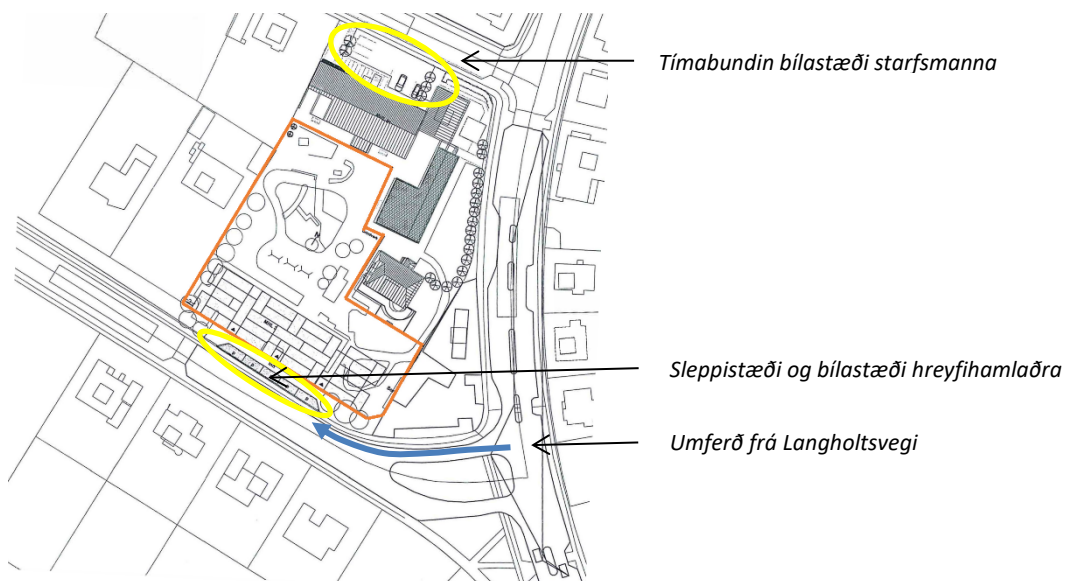 Tímabundin bílastæði starfsmanna
Sleppistæði og bílastæði hreyfihamlaðra
Umferð frá Langholtsvegi